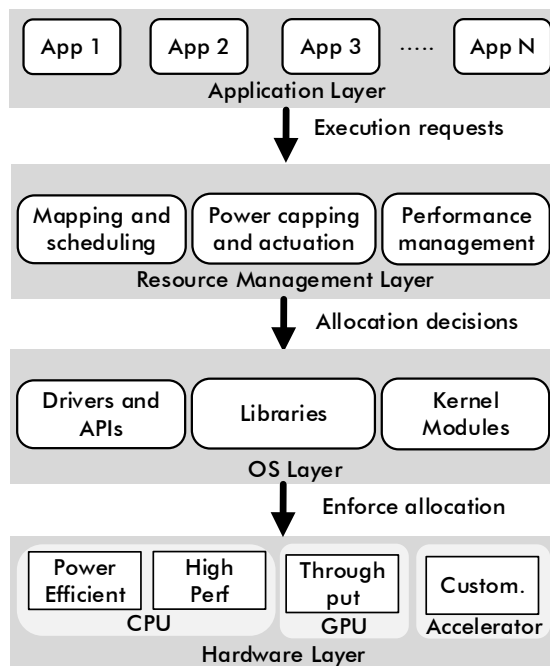 App 1 App 2 App 3 ..... App N
Application Layer
Execution requests
Mapping and scheduling
Power capping and actuation
Performance management
Resource Management Layer
Allocation decisions
Drivers and APIs
Libraries
Kernel Modules
OS Layer
Enforce allocation
Power Efficient
High Perf
Through put
Custom.
CPU GPU Accelerator
Hardware Layer